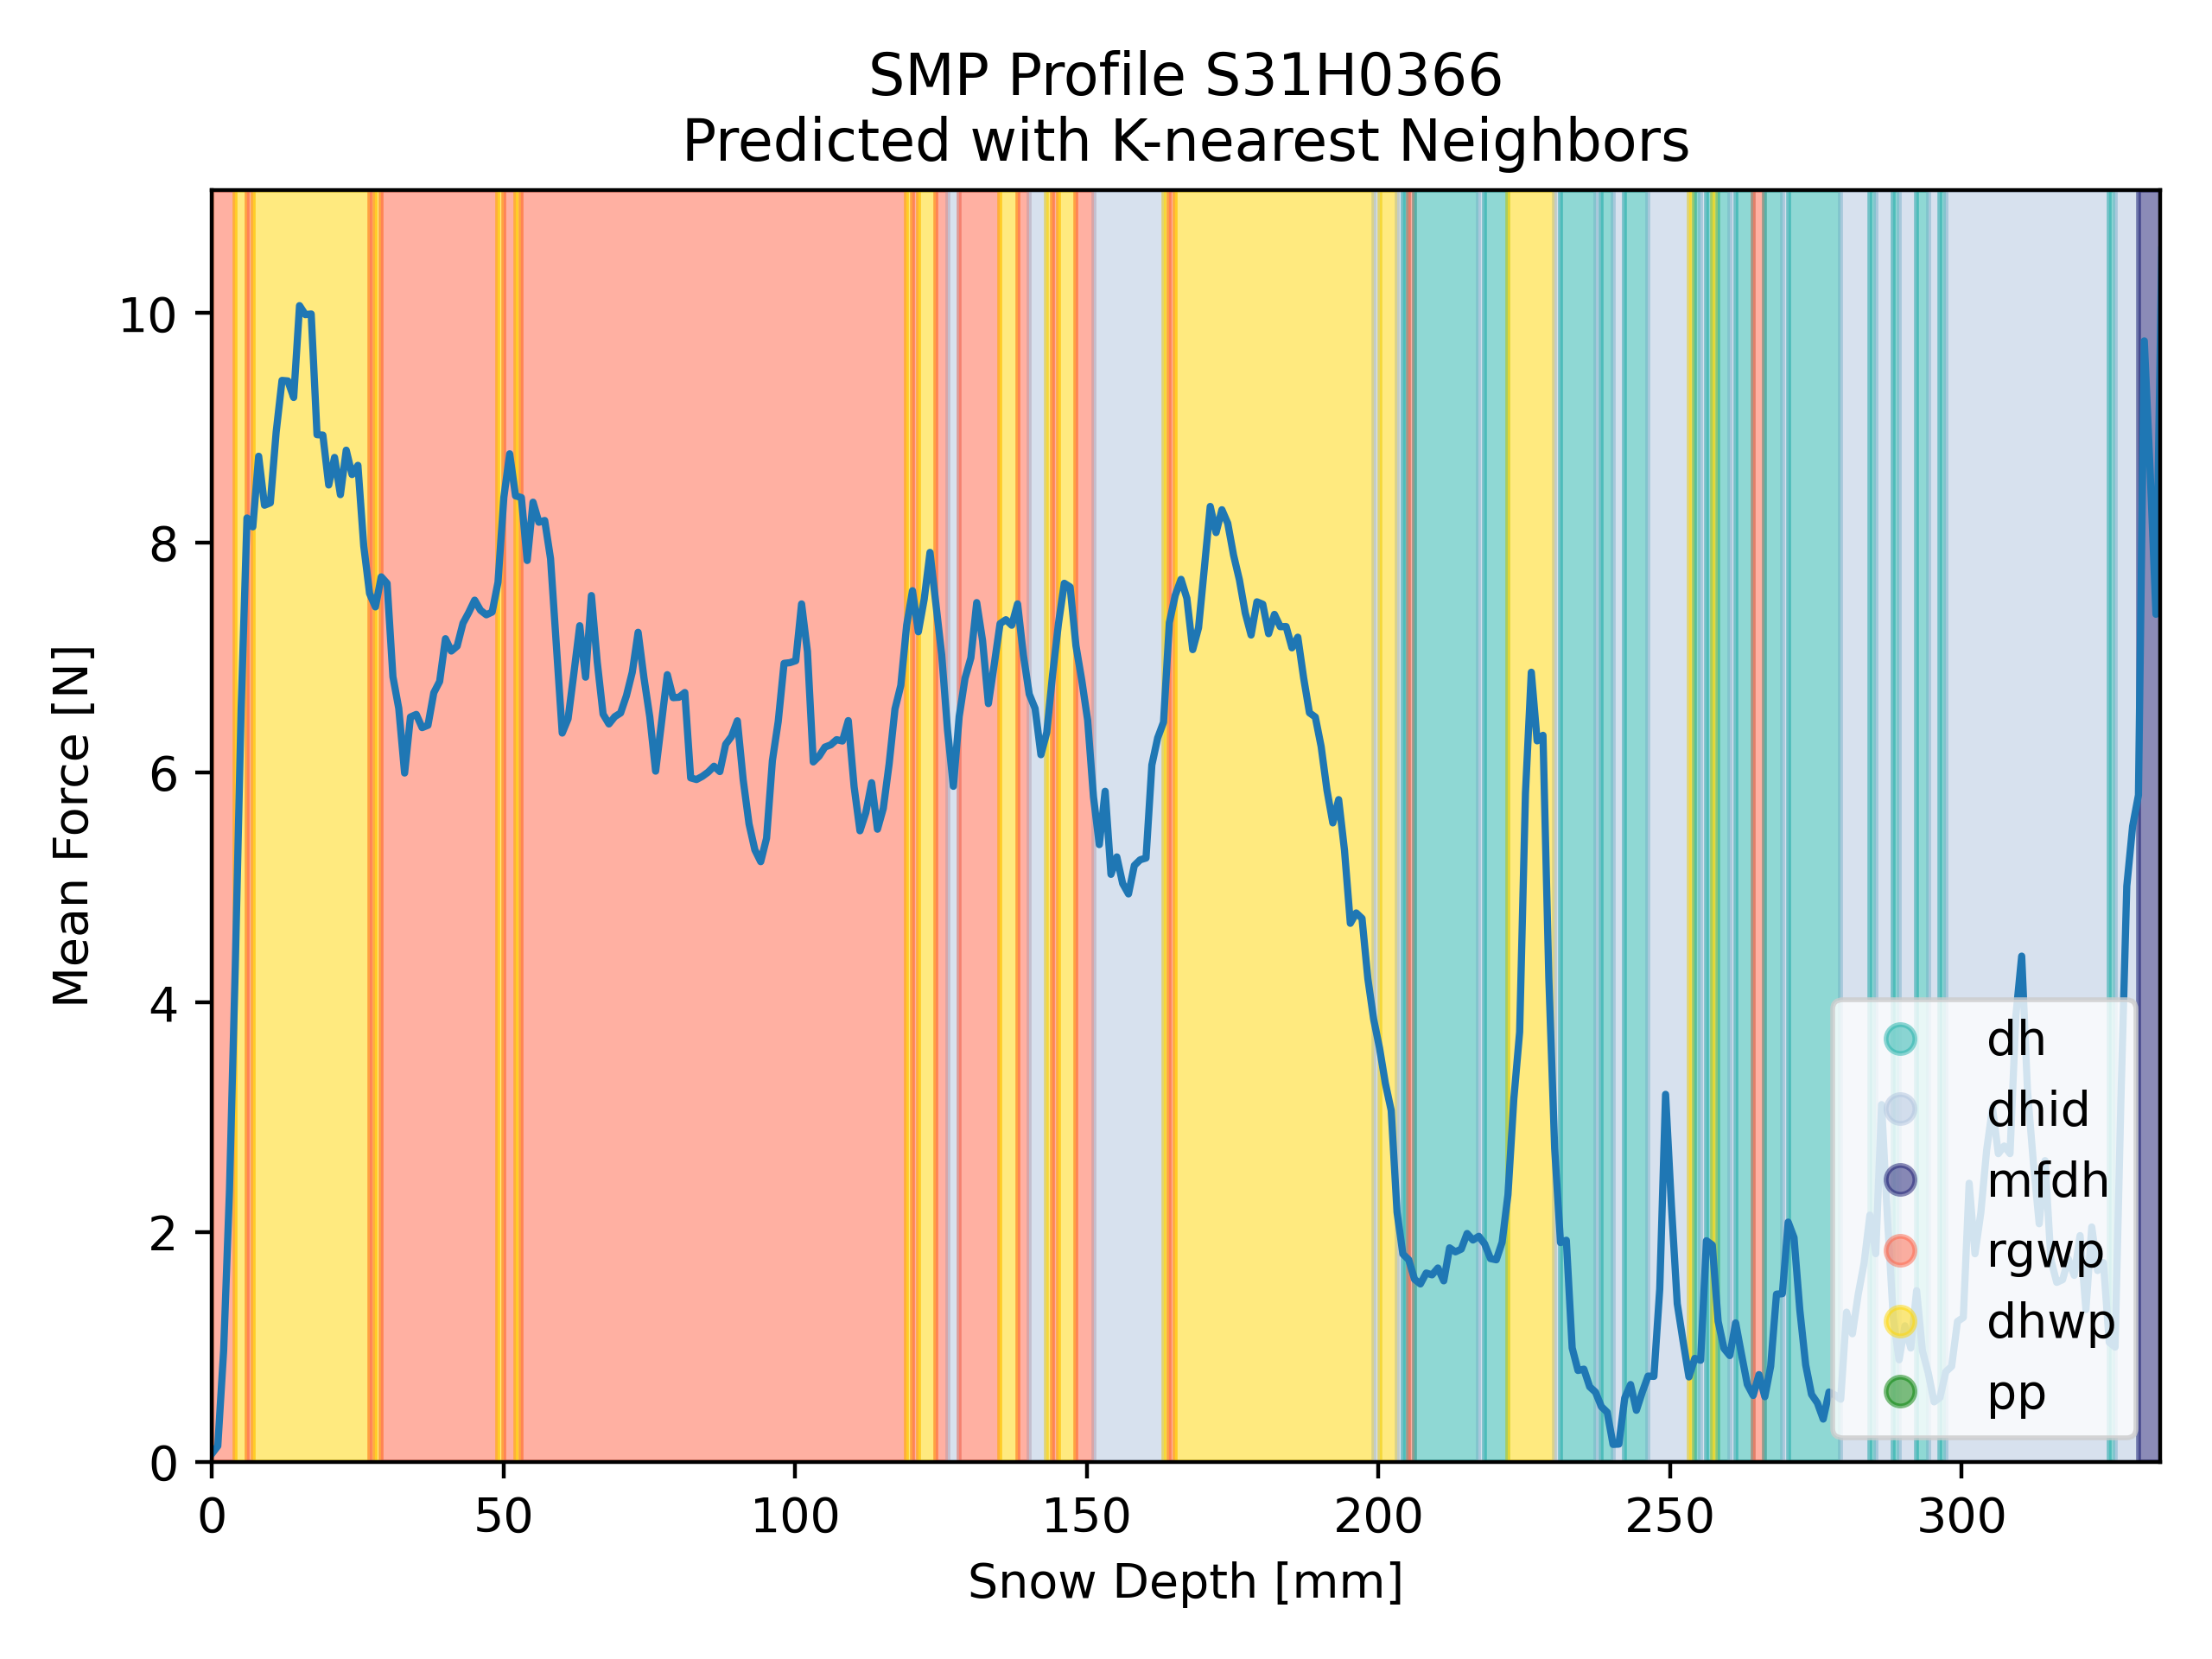 SMP Profile S31H0366
Predicted with K-nearest Neighbors
Mean Force [N]
10
8
6
4
2
0
0 50 100 150 200 250 300
Snow Depth [mm]
dh
dhid
mfdh
rgwp
dhwp
pp